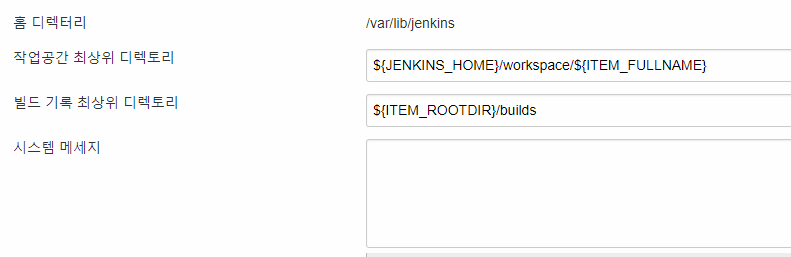 홈 디렉터리 /var/lib/jenkins
작업공간 최상위 디렉토리 ${JENKINS_HOME}/workspace/${ITEM_FULLNAME}
빌드 기록 최상위 디렉토리 ${ITEM_ROOTDIR}/builds
시스템 메세지